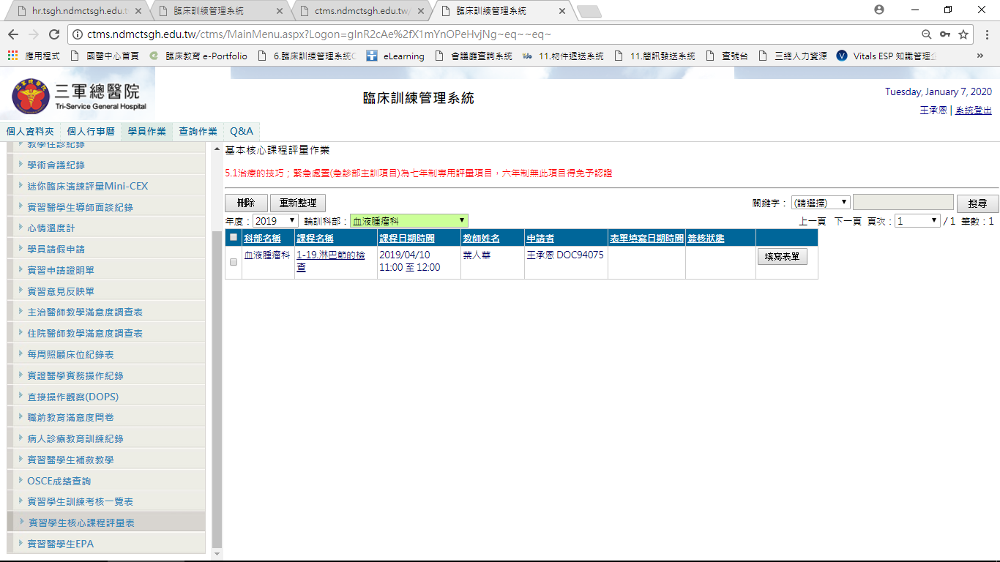 hr.tsgh.ndmctsgh.edu.t
臨床訓練管理系統
ctms.ndmctsgh.edu.tw/
臨床訓練管理系統
ctms.ndmctsgh.edu.tw/ctms/MainMenu.aspx?Logon=gInR2cAe%2fX1mYnOPeHvjNg~eq~~eq~
應用程式
國醫中心首頁
臨床教育 e-Portfolio
6.臨床訓練管理系統
eLearning
會議廳查詢系統
11.物件遞送系統
11.簡訊發送系統
查號台
三總人力資源
Vitals ESP 知識管理
三軍總醫院
Tri-Service General Hospital
臨床訓練管理系統
Tuesday, January 7, 2020
王承恩 | 系統登出
個人資料夾 個人行事曆 學員作業 查詢作業 Q&A
教學住診紀錄
學術會議紀錄
迷你臨床演練評量Mini-CEX
實習醫學生導師面談紀錄
心情溫度計
學員請假申請
實習申請證明單
實習意見反映單
主治醫師教學滿意度調查表
住院醫師教學滿意度調查表
每周照顧床位紀錄表
實證醫學實務操作紀錄
直接操作觀察(DOPS)
職前教育滿意度問卷
病人診療教育訓練紀錄
實習醫學生補救教學
OSCE成績查詢
實習學生訓練考核一覽表
實習學生核心課程評量表
實習醫學生EPA
基本核心課程評量作業
5.1治療的技巧；緊急處置(急診部主訓項目)為七年制專用評量項目，六年制無此項目得免予認證
刪除 重新整理
關鍵字： (請選擇) 搜尋
年度： 2019 輪訓科部： 血液腫瘤科
上一頁 下一頁 頁次： 1 / 1 筆數：1
科部名稱 課程名稱 課程日期時間 教師姓名 申請者 表單填寫日期時間 簽核狀態
血液腫瘤科 1-19.淋巴節的檢 2019/04/10 葉人華 王承恩 DOC94075 填寫表單
查 11:00 至 12:00